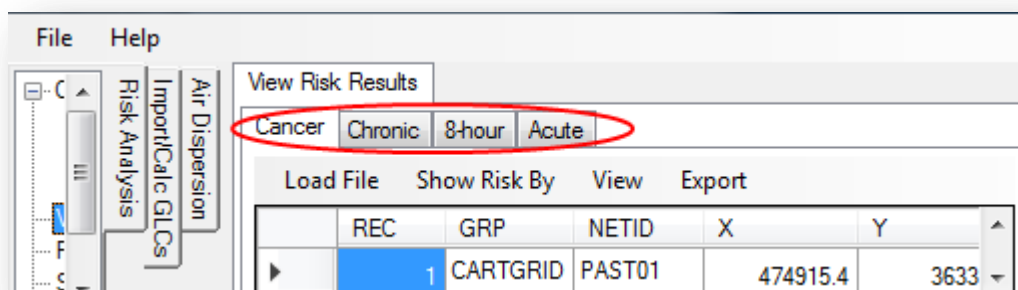 File Help
Risk Analysis
Import/Calc GLCs
Air Dispersion
View Risk Results
Cancer Chronic 8-hour Acute
Load File Show Risk By View Export
REC GRP NETID X Y
1 CARTGRID PAST01 474915.4 3633